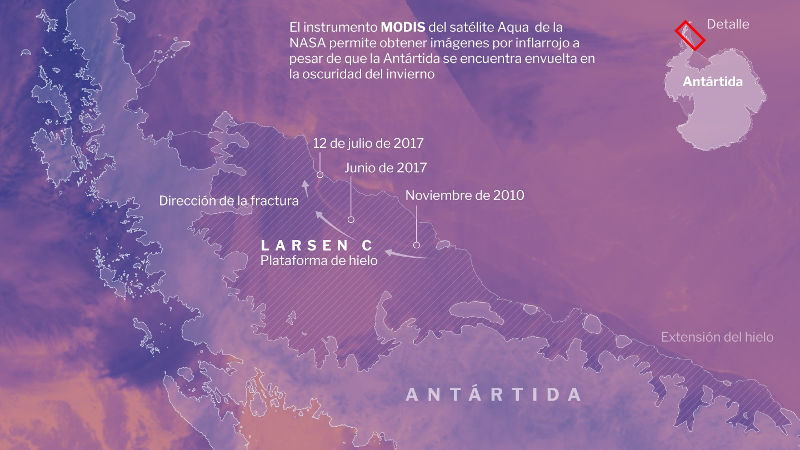 El instrumento MODIS del satélite Aqua de la
NASA permite obtener imágenes por inflarrojo a
pesar de que la Antártida se encuentra envuelta en
la oscuridad del invierno
Detalle
Antártida
12 de julio de 2017
Junio de 2017
Noviembre de 2010
Dirección de la fractura
LARSEN C
Plataforma de hielo
Extensión del hielo
ANTÁRTIDA